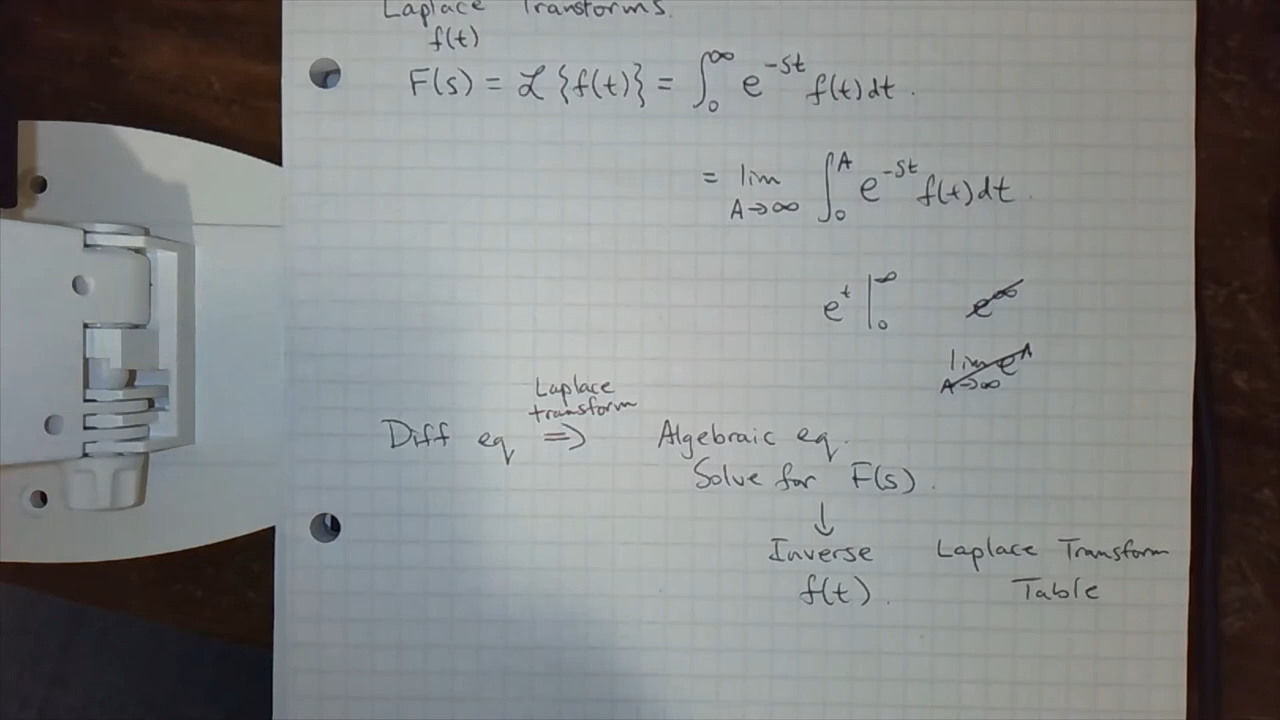 Laplace Transforms.
f(t)
F(s) = ℒ {f(t)} = ∫₀^∞ e^{-st} f(t) dt .
= lim_{A→∞} ∫₀^A e^{-st} f(t) dt .
e^t |₀^∞ e^∞
lim_{A→∞} e^A
Laplace
transform
Diff eq ⇒ Algebraic eq.
Solve for F(s) .
↓
Inverse Laplace Transform
f(t) . Table